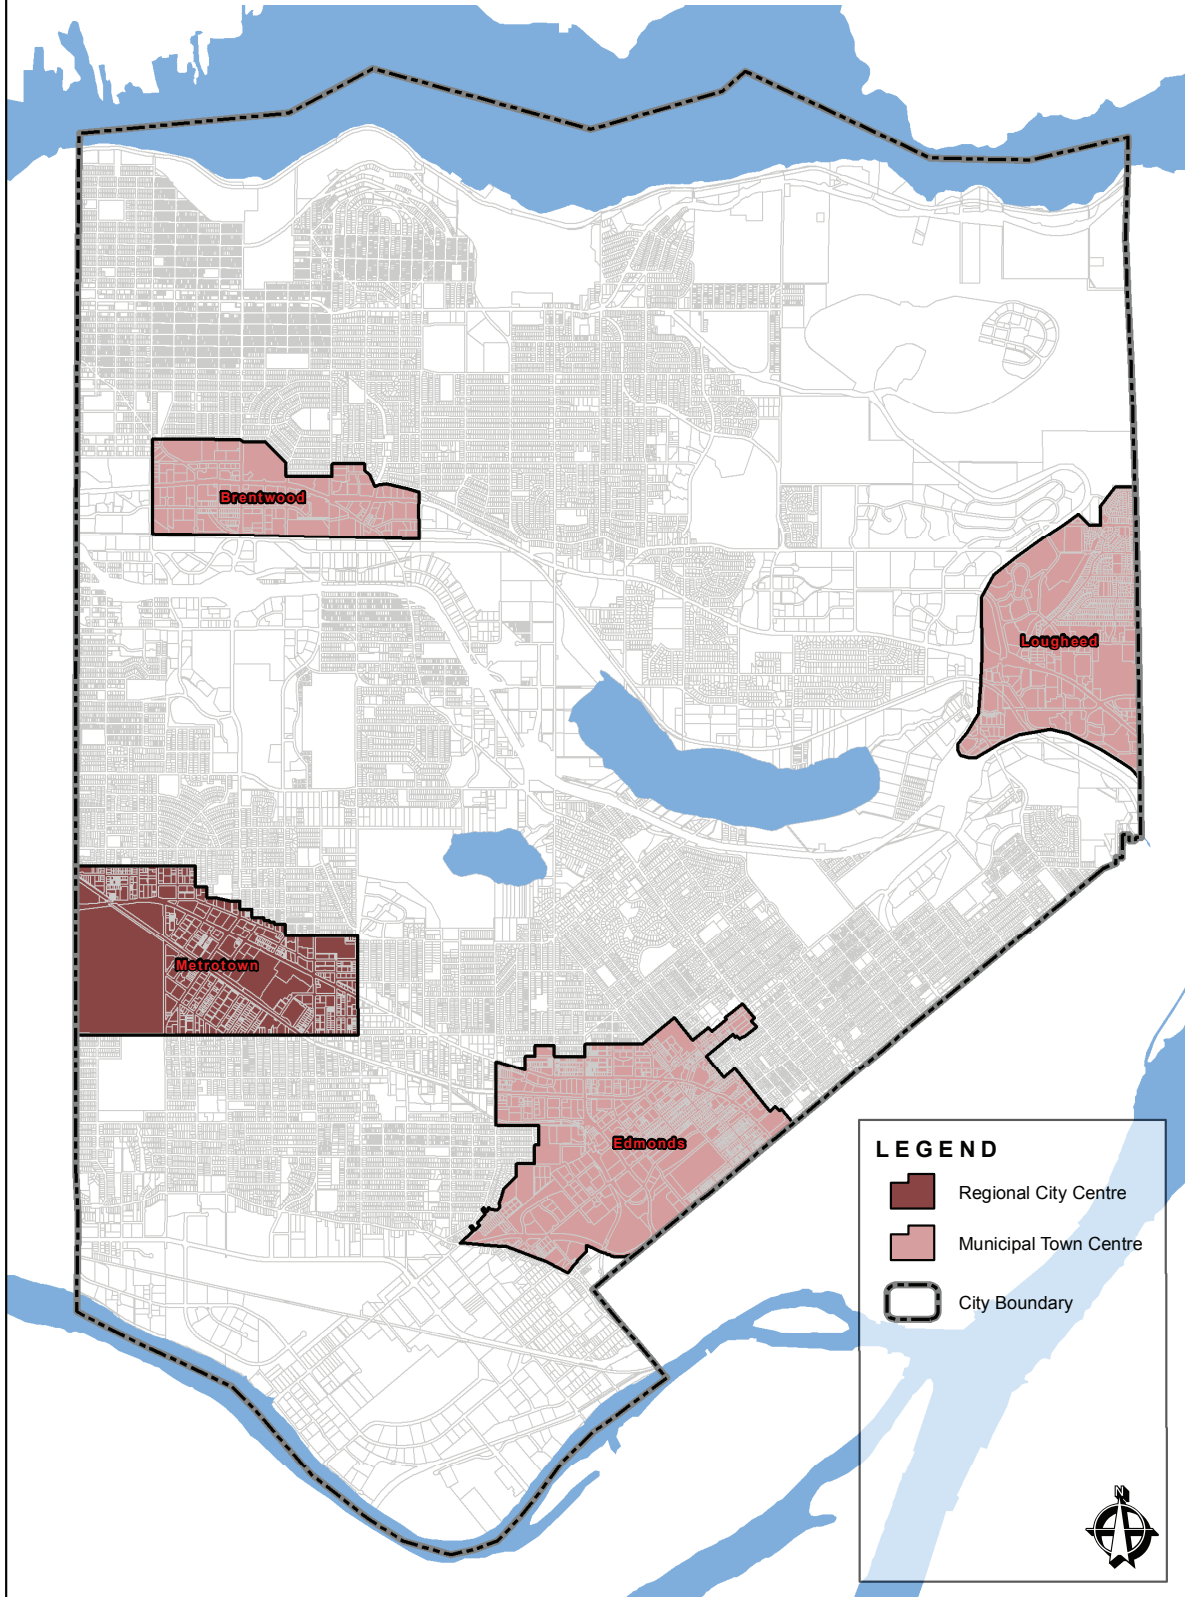 Brentwood
Lougheed
Metrotown
Edmonds
LEGEND
Regional City Centre
Municipal Town Centre
City Boundary
N